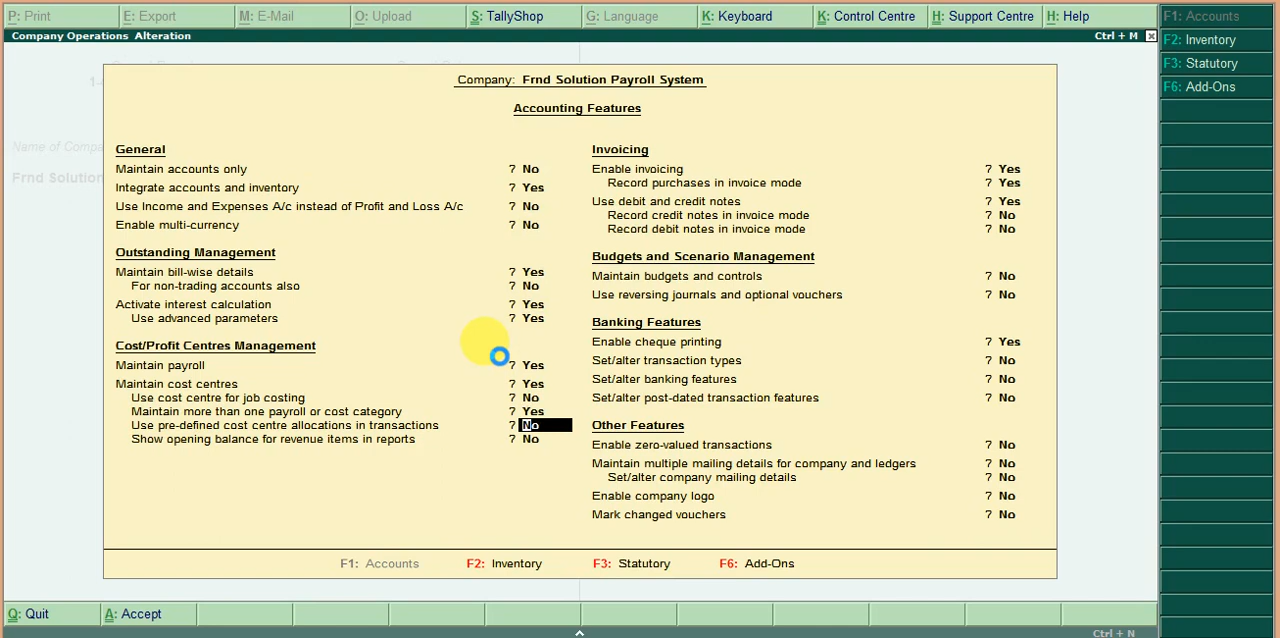 P: Print
E: Export
M: E-Mail
O: Upload
S: TallyShop
G: Language
K: Keyboard
K: Control Centre
H: Support Centre
H: Help
F1: Accounts
Company Operations Alteration
Ctrl + M
F2: Inventory
F3: Statutory
F6: Add-Ons
Company: Frnd Solution Payroll System
Accounting Features
Name of Compa
Frnd Solution
General
Maintain accounts only ? No
Integrate accounts and inventory ? Yes
Use Income and Expenses A/c instead of Profit and Loss A/c ? No
Enable multi-currency ? No
Outstanding Management
Maintain bill-wise details ? Yes
For non-trading accounts also ? No
Activate interest calculation ? Yes
Use advanced parameters ? Yes
Cost/Profit Centres Management
Maintain payroll ? Yes
Maintain cost centres ? Yes
Use cost centre for job costing ? No
Maintain more than one payroll or cost category ? Yes
Use pre-defined cost centre allocations in transactions ? No
Show opening balance for revenue items in reports ? No
Invoicing
Enable invoicing ? Yes
Record purchases in invoice mode ? Yes
Use debit and credit notes ? Yes
Record credit notes in invoice mode ? No
Record debit notes in invoice mode ? No
Budgets and Scenario Management
Maintain budgets and controls ? No
Use reversing journals and optional vouchers ? No
Banking Features
Enable cheque printing ? Yes
Set/alter transaction types ? No
Set/alter banking features ? No
Set/alter post-dated transaction features ? No
Other Features
Enable zero-valued transactions ? No
Maintain multiple mailing details for company and ledgers ? No
Set/alter company mailing details ? No
Enable company logo ? No
Mark changed vouchers ? No
F1: Accounts
F2: Inventory
F3: Statutory
F6: Add-Ons
Q: Quit
A: Accept
Ctrl + N